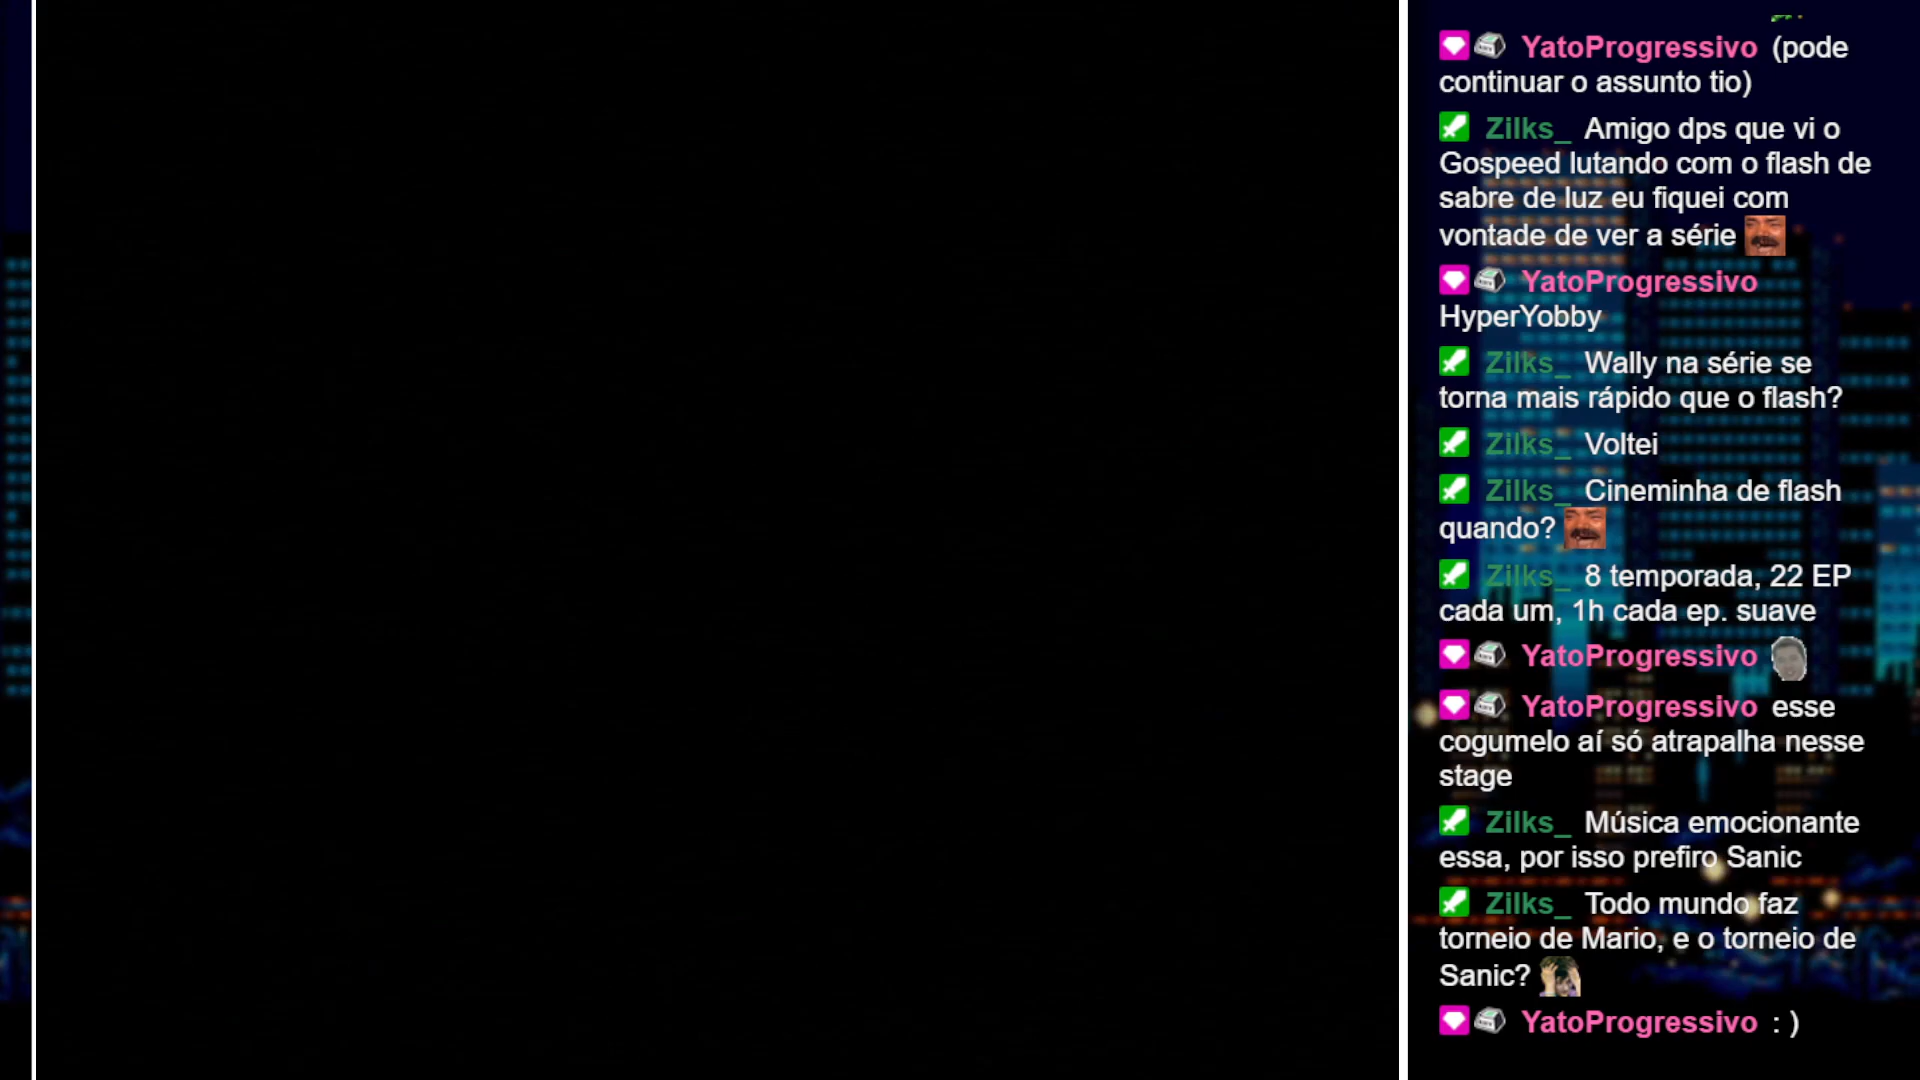 YatoProgressivo (pode
continuar o assunto tio)
Zilks_ Amigo dps que vi o
Gospeed lutando com o flash de
sabre de luz eu fiquei com
vontade de ver a série
YatoProgressivo
HyperYobby
Zilks_ Wally na série se
torna mais rápido que o flash?
Zilks_ Voltei
Zilks_ Cineminha de flash
quando?
Zilks_ 8 temporada, 22 EP
cada um, 1h cada ep. suave
YatoProgressivo
YatoProgressivo esse
cogumelo aí só atrapalha nesse
stage
Zilks_ Música emocionante
essa, por isso prefiro Sanic
Zilks_ Todo mundo faz
torneio de Mario, e o torneio de
Sanic?
YatoProgressivo : )